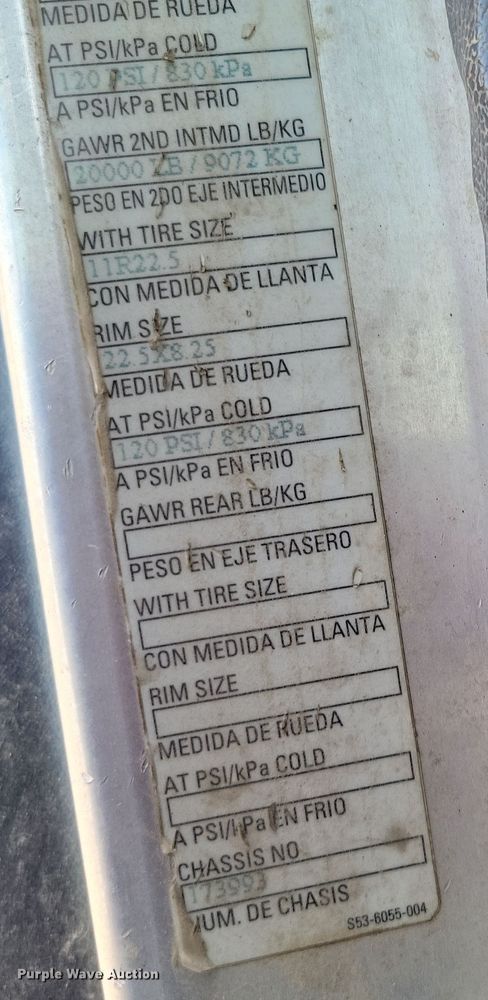 MEDIDA DE RUEDA
AT PSI/kPa COLD
120 PSI / 830 kPa
A PSI/kPa EN FRIO
GAWR 2ND INTMD LB/KG
20000 LB / 9072 KG
PESO EN 2DO EJE INTERMEDIO
WITH TIRE SIZE
11R22.5
CON MEDIDA DE LLANTA
RIM SIZE
22.5X8.25
MEDIDA DE RUEDA
AT PSI/kPa COLD
120 PSI / 830 kPa
A PSI/kPa EN FRIO
GAWR REAR LB/KG
PESO EN EJE TRASERO
WITH TIRE SIZE
CON MEDIDA DE LLANTA
RIM SIZE
MEDIDA DE RUEDA
AT PSI/kPa COLD
A PSI/kPa EN FRIO
CHASSIS NO
173993
NUM. DE CHASIS
S53-6055-004
Purple Wave Auction